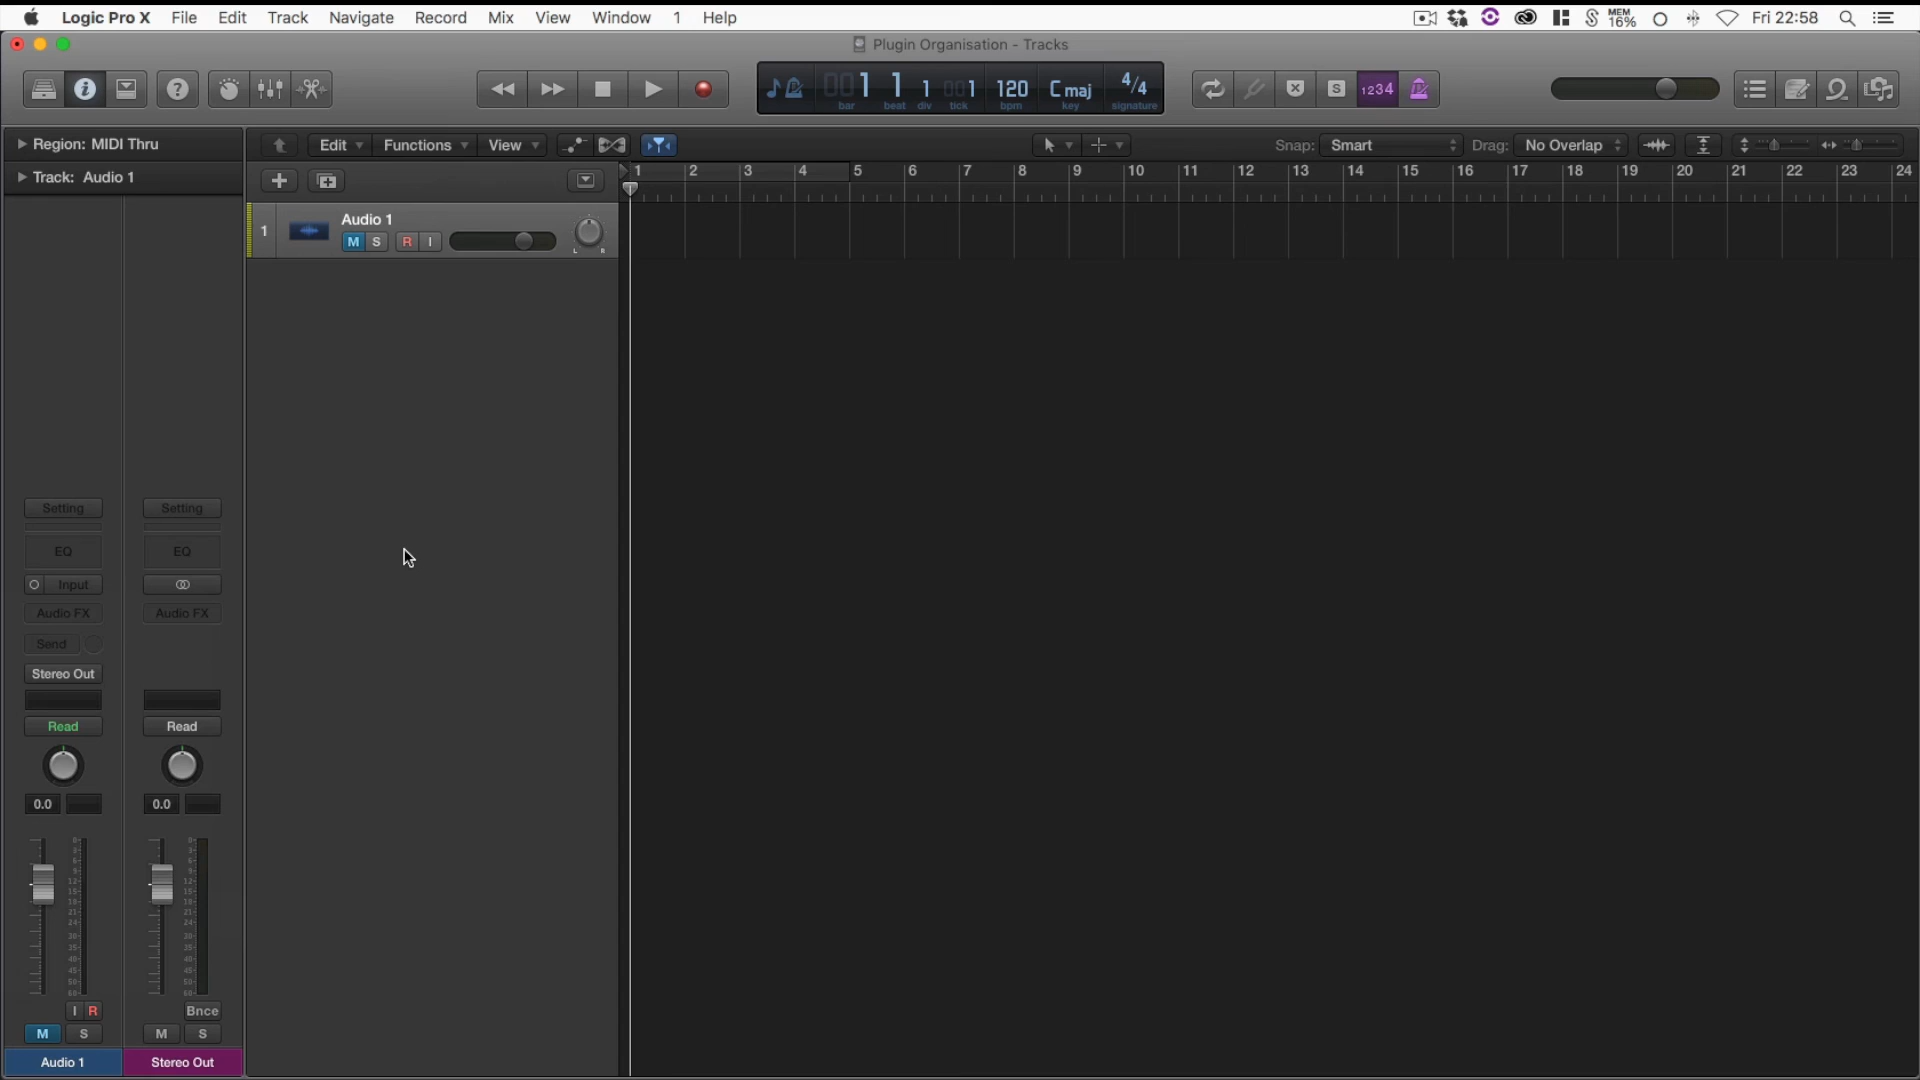 Logic Pro X File Edit Track Navigate Record Mix View Window 1 Help
MEM 16% Fri 22:58
Plugin Organisation - Tracks
001 1 1 001 120 C maj 4/4
bar beat div tick bpm key signature
S 1234
Region: MIDI Thru
Edit Functions View
Snap: Smart Drag: No Overlap
Track: Audio 1
1 2 3 4 5 6 7 8 9 10 11 12 13 14 15 16 17 18 19 20 21 22 23 24
1 Audio 1
M S R I
L R
Setting Setting
EQ EQ
Input
Audio FX Audio FX
Send
Stereo Out
Read Read
0.0 0.0
I R Bnce
M S M S
Audio 1 Stereo Out